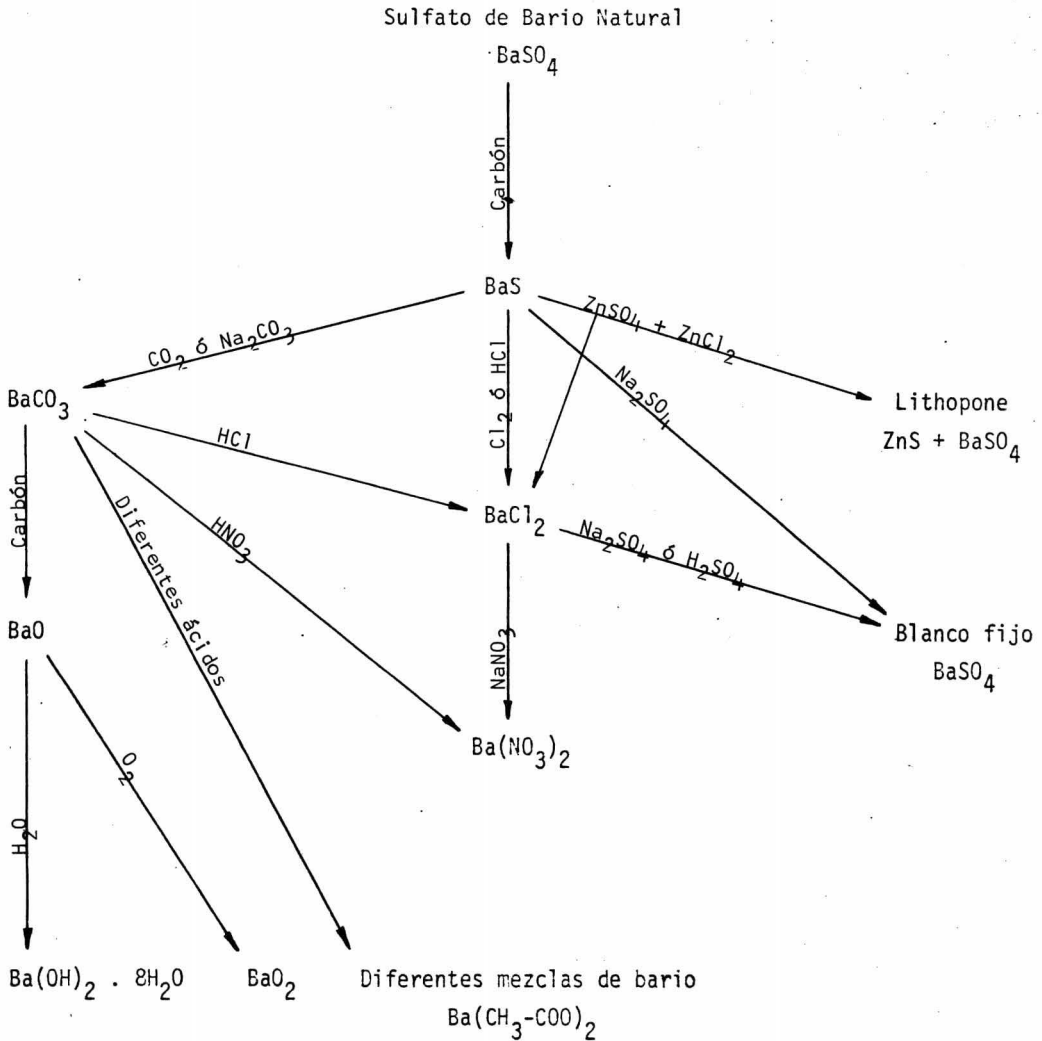 Sulfato de Bario Natural
BaSO4
Carbón
BaS
CO2 ó Na2CO3
Cl2 ó HCl
ZnSO4 + ZnCl2
Na2SO4
BaCO3
Lithopone
ZnS + BaSO4
HCl
Carbón
Diferentes ácidos
HNO3
BaCl2
Na2SO4 ó H2SO4
BaO
NaNO3
Blanco fijo
BaSO4
Ba(NO3)2
O2
H2O
Ba(OH)2 . 8H2O
BaO2
Diferentes mezclas de bario
Ba(CH3-COO)2